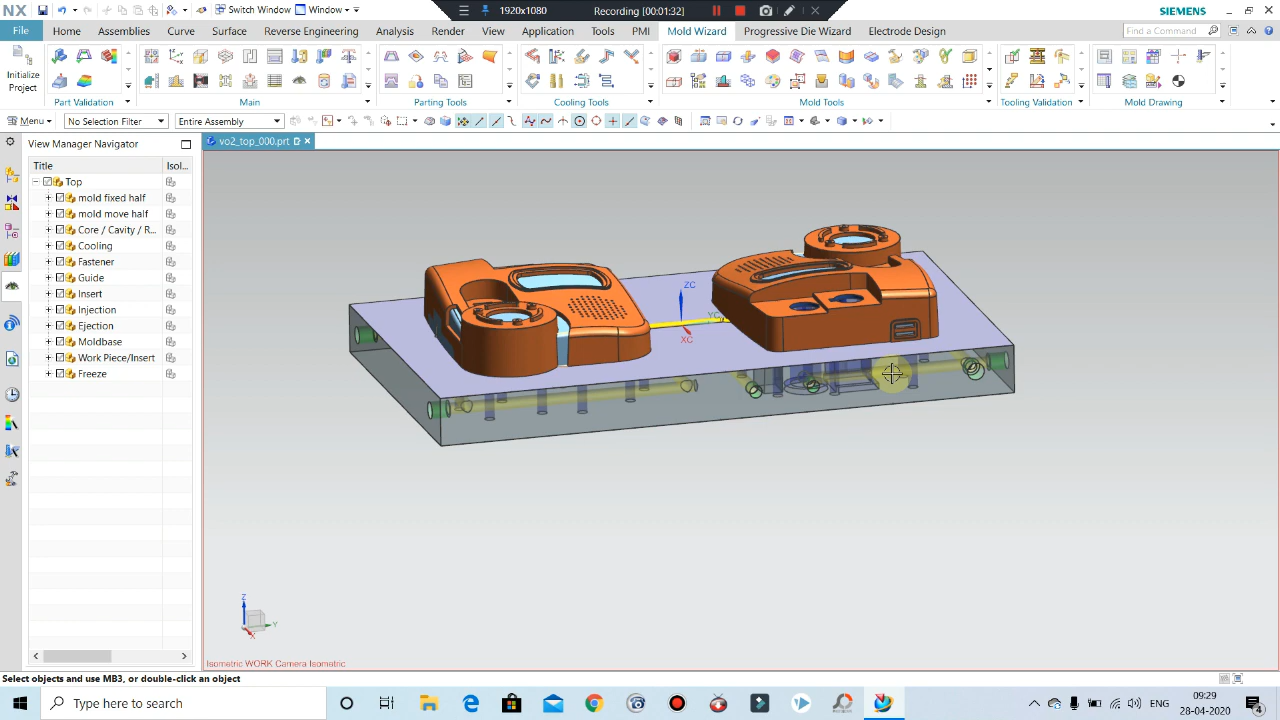 NX Switch Window Window 1920x1080 Recording [00:01:32] SIEMENS
File Home Curve Surface Analysis Render View Application Tools PMI Mold Wizard Progressive Die Wizard Electrode Design Find a Command
Initialize
Project
Part Validation Main Parting Tools Cooling Tools Mold Tools Tooling Validation Mold Drawing
Menu No Selection Filter Entire Assembly
View Manager Navigator vo2_top_000.prt
Title Isol...
Top
mold fixed half
mold move half
Core / Cavity / R...
Cooling
Fastener
Guide
Insert
Injection
Ejection
Moldbase
Work Piece/Insert
Freeze
ZC
YC
XC
Z
Y
X
Isometric WORK Camera Isometric
Select objects and use MB3, or double-click an object
Type here to search
ENG
09:29
28-04-2020
4